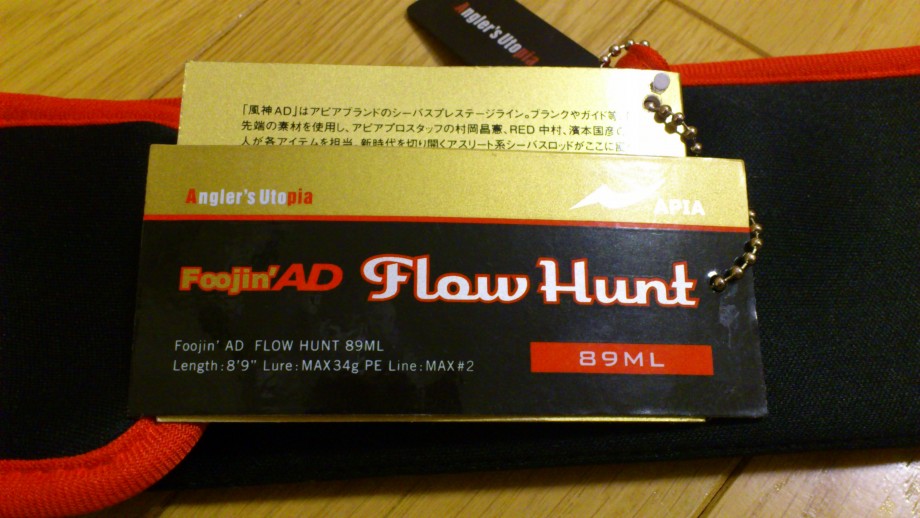 Angler's Utopia
「風神AD」はアピアブランドのシーバスプレステージライン。ブランクやガイド等
先端の素材を使用し、アピアプロスタッフの村岡昌憲、RED中村、濱本国彦
人が各アイテムを担当。新時代を切り開くアスリート系シーバスロッドがここに
Angler's Utopia
APIA
Foojin'AD Flow Hunt
Foojin' AD FLOW HUNT 89ML
Length:8'9" Lure:MAX34g PE Line:MAX#2
89ML